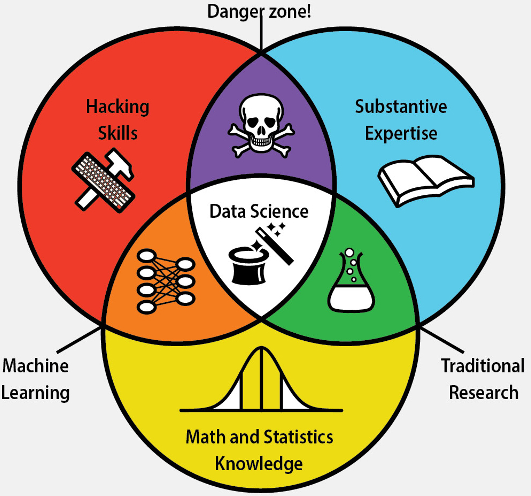 Danger zone!
Hacking
Skills
Substantive
Expertise
Data Science
Machine
Learning
Traditional
Research
Math and Statistics
Knowledge